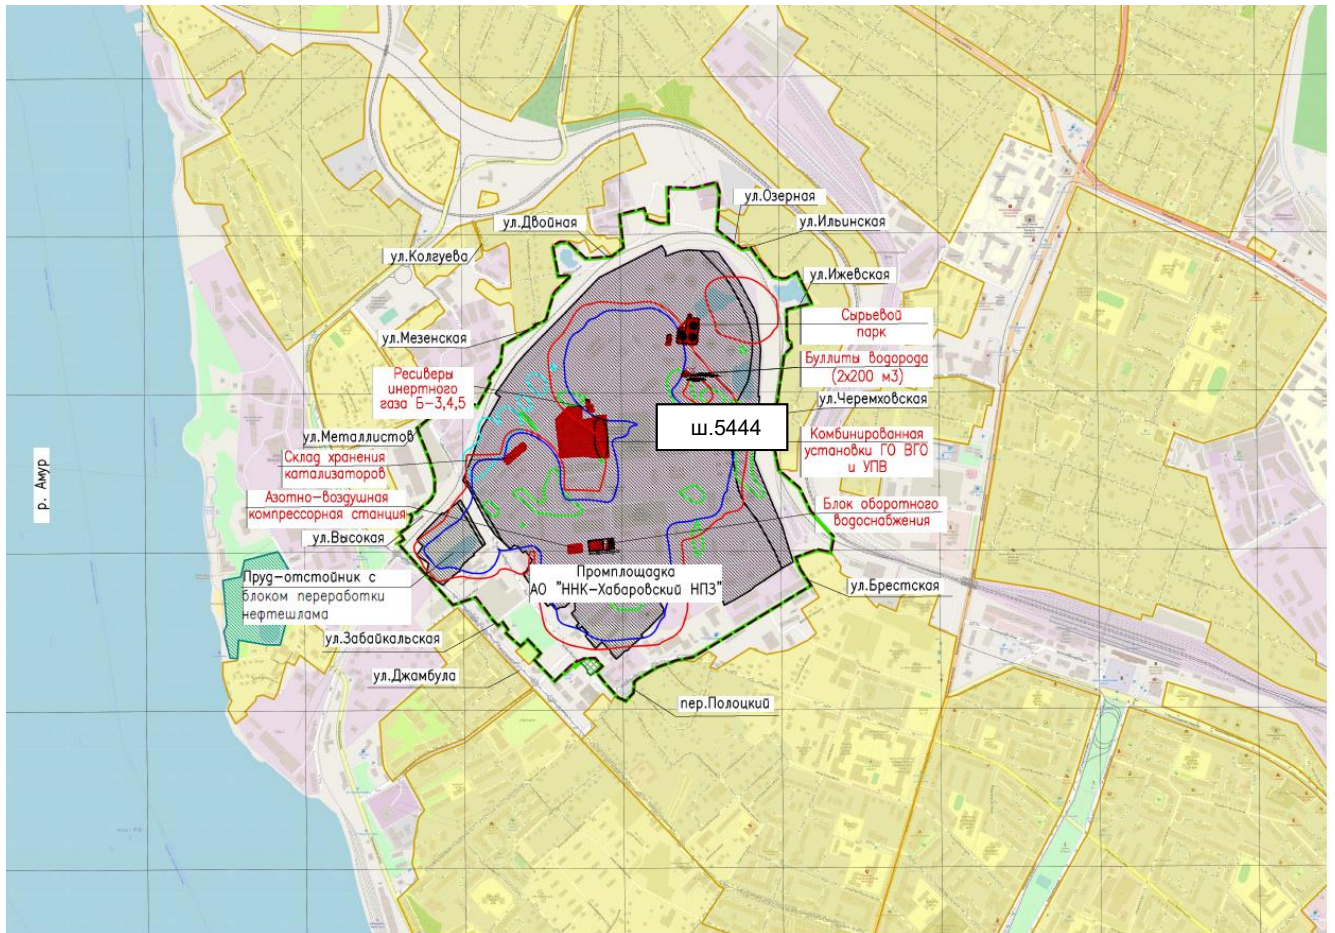 ул.Озерная
ул.Двойная
ул.Ильинская
ул.Колгуева
ул.Ижевская
Сырьевой
парк
ул.Мезенская
Буллиты водорода
(2х200 м3)
Ресиверы
инертного
газа Б-3,4,5
ул.Черемховская
ш.5444
ул.Металлистов
Комбинированная
установки ГО ВГО
и УПВ
Склад хранения
катализаторов
р. Амур
Азотно-воздушная
компрессорная станция
Блок оборотного
водоснабжения
ул.Высокая
Пруд-отстойник с
блоком переработки
нефтешлама
Промплощадка
АО "ННК-Хабаровский НПЗ"
ул.Брестская
ул.Забайкальская
ул.Джамбула
пер.Полоцкий